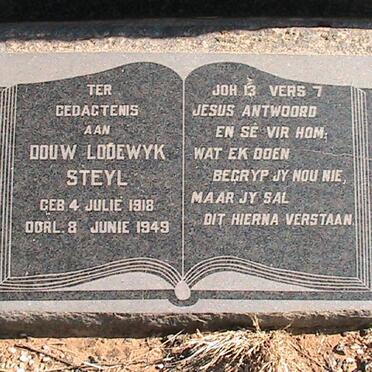 TER
GEDAGTENIS
AAN
DOUW LODEWYK
STEYL
GEB 4 JULIE 1918
OORL. 8 JUNIE 1949
JOH 13 VERS 7
JESUS ANTWOORD
EN SÊ VIR HOM:
WAT EK DOEN
BEGRYP JY NOU NIE,
MAAR JY SAL
DIT HIERNA VERSTAAN.